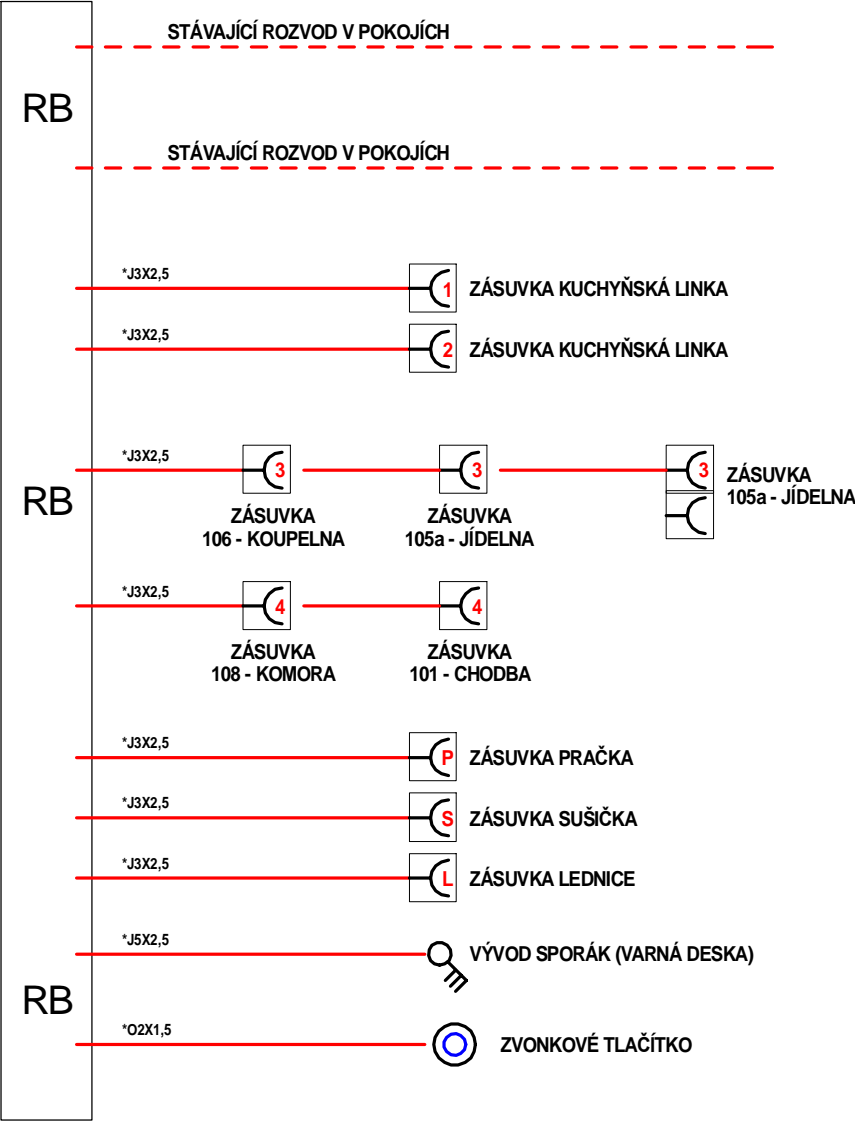 STÁVAJÍCÍ ROZVOD V POKOJÍCH
RB
STÁVAJÍCÍ ROZVOD V POKOJÍCH
*J3X2,5
1
ZÁSUVKA KUCHYŇSKÁ LINKA
*J3X2,5
2
ZÁSUVKA KUCHYŇSKÁ LINKA
*J3X2,5
RB
3
ZÁSUVKA
106 - KOUPELNA
3
ZÁSUVKA
105a - JÍDELNA
3
ZÁSUVKA
105a - JÍDELNA
*J3X2,5
4
ZÁSUVKA
108 - KOMORA
4
ZÁSUVKA
101 - CHODBA
*J3X2,5
P
ZÁSUVKA PRAČKA
*J3X2,5
S
ZÁSUVKA SUŠIČKA
*J3X2,5
L
ZÁSUVKA LEDNICE
*J5X2,5
VÝVOD SPORÁK (VARNÁ DESKA)
RB
*O2X1,5
ZVONKOVÉ TLAČÍTKO